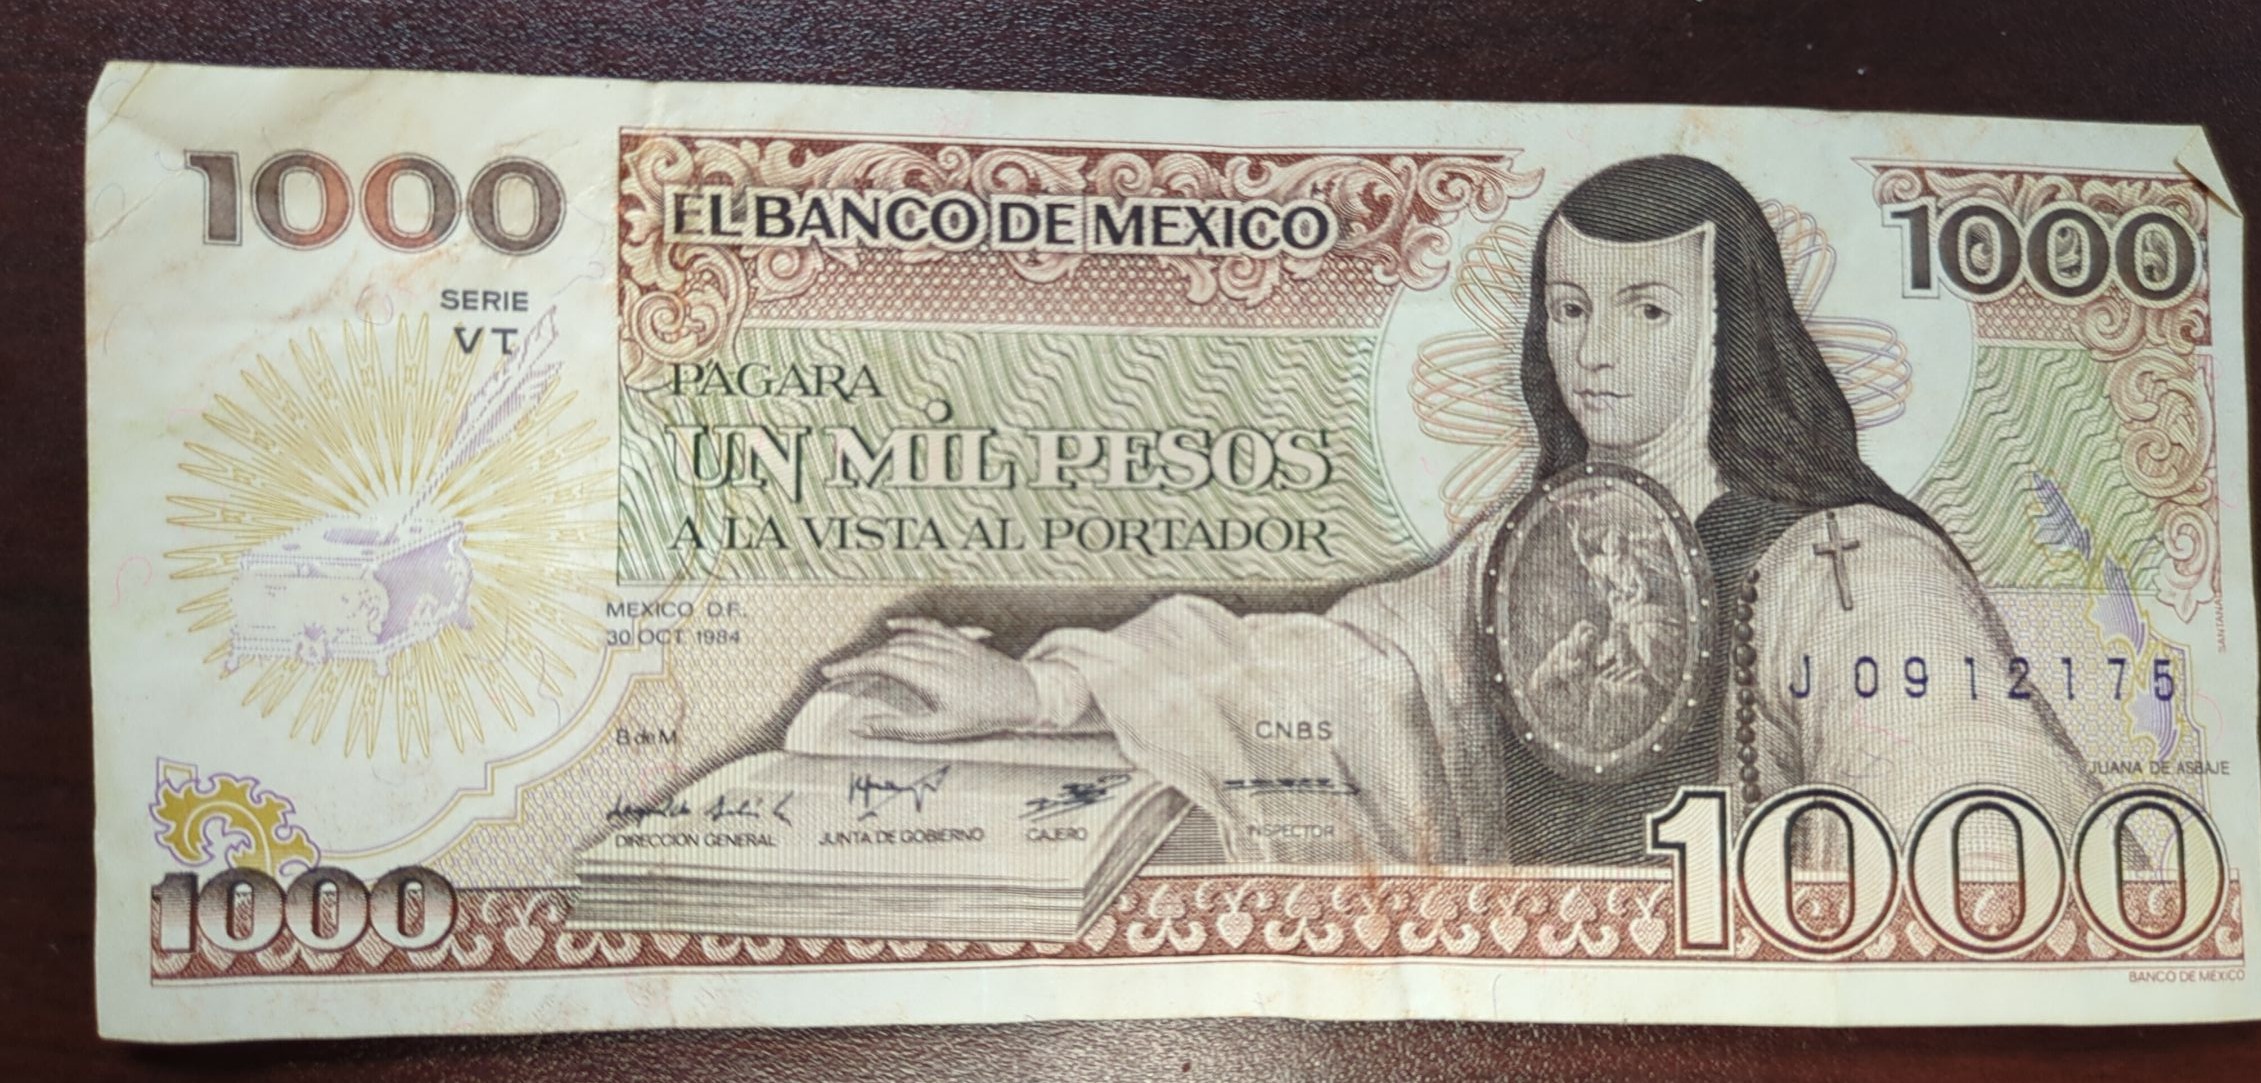 1000
SERIE
VT
EL BANCO DE MEXICO
1000
PAGARA
UN MIL PESOS
A LA VISTA AL PORTADOR
MEXICO D.F.
30 OCT. 1984
J 0912175
B de M
CNBS
JUANA DE ASBAJE
DIRECCION GENERAL
JUNTA DE GOBIERNO
CAJERO
INSPECTOR
1000
1000
BANCO DE MEXICO